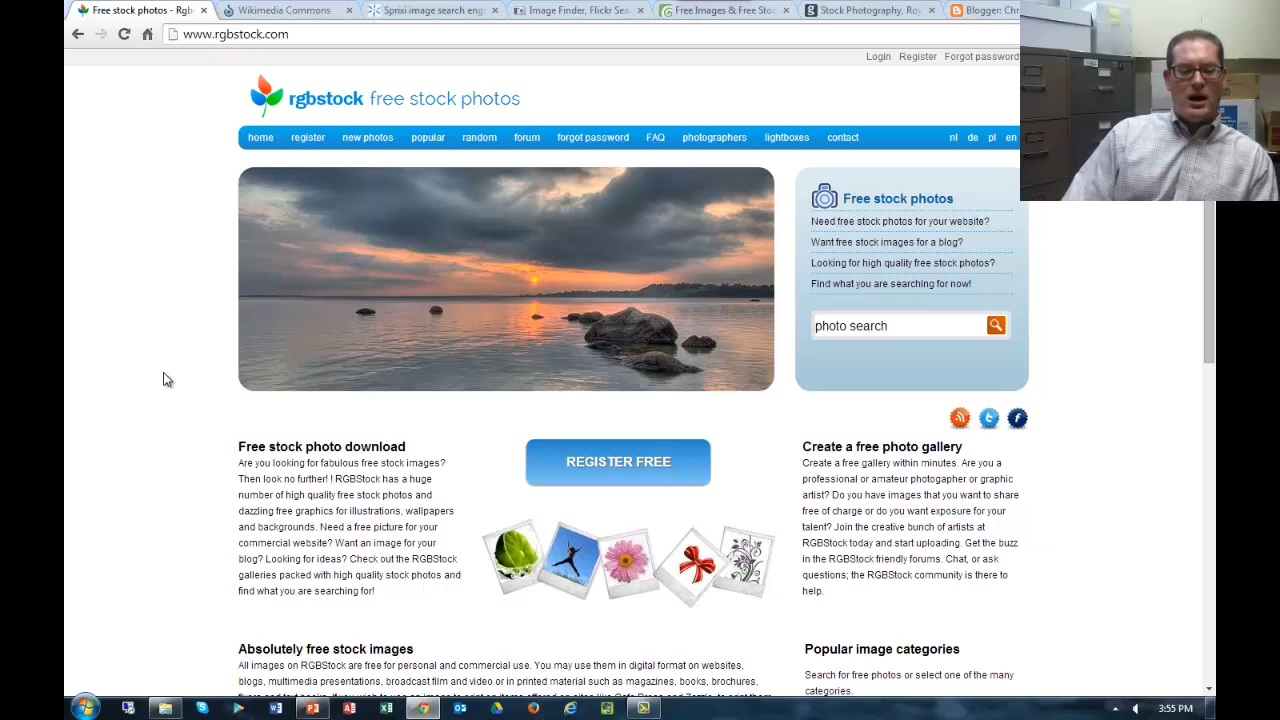 Free stock photos - Rgb
Wikimedia Commons
Sprixi image search eng
Image Finder, Flickr Sea
Free Images & Free Sto
Stock Photography, Roy
Blogger: Chr
www.rgbstock.com
Login Register Forgot password
rgbstock free stock photos
home register new photos popular random forum forgot password FAQ photographers lightboxes contact nl de pl en
Free stock photos
Need free stock photos for your website?
Want free stock images for a blog?
Looking for high quality free stock photos?
Find what you are searching for now!
photo search
Free stock photo download
Are you looking for fabulous free stock images?
Then look no further! ! RGBStock has a huge
number of high quality free stock photos and
dazzling free graphics for illustrations, wallpapers
and backgrounds. Need a free picture for your
commercial website? Want an image for your
blog? Looking for ideas? Check out the RGBStock
galleries packed with high quality stock photos and
find what you are searching for!
REGISTER FREE
Create a free photo gallery
Create a free gallery within minutes. Are you a
professional or amateur photogapher or graphic
artist? Do you have images that you want to share
free of charge or do you want exposure for your
talent? Join the creative bunch of artists at
RGBStock today and start uploading. Get the buzz
in the RGBStock friendly forums. Chat, or ask
questions; the RGBStock community is there to
help.
Absolutely free stock images
All images on RGBStock are free for personal and commercial use. You may use them in digital format on websites,
blogs, multimedia presentations, broadcast film and video or in printed material such as magazines, books, brochures,
Popular image categories
Search for free photos or select one of the many
categories.
3:55 PM